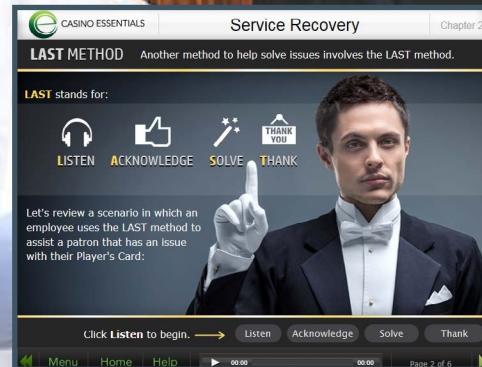 CASINO ESSENTIALS
Service Recovery
Chapter 2
LAST METHOD Another method to help solve issues involves the LAST method.
LAST stands for:
THANK
YOU
LISTEN ACKNOWLEDGE SOLVE THANK
Let's review a scenario in which an
employee uses the LAST method to
assist a patron that has an issue
with their Player's Card:
Click Listen to begin.
Listen Acknowledge Solve Thank
Menu Home Help 00:00 00:00 Page 2 of 6